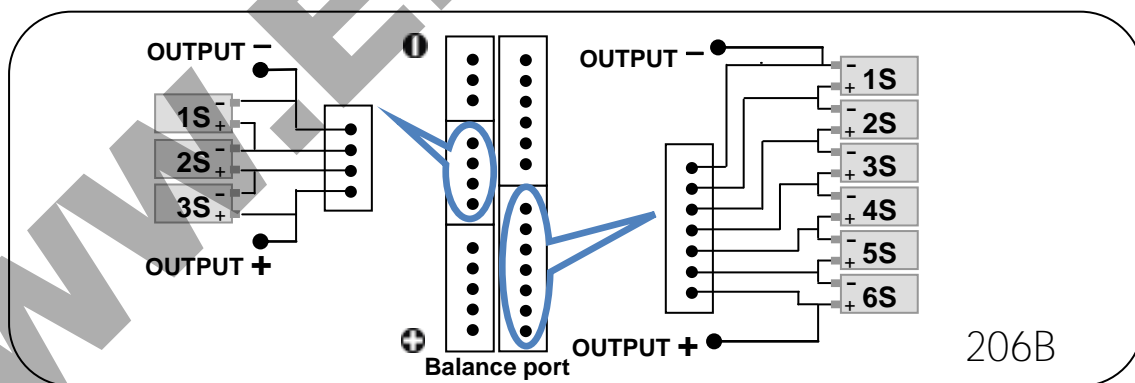 OUTPUT −
1S - +
2S - +
3S - +
OUTPUT +
Balance port
OUTPUT −
- + 1S
- + 2S
- + 3S
- + 4S
- + 5S
- + 6S
OUTPUT +
206B